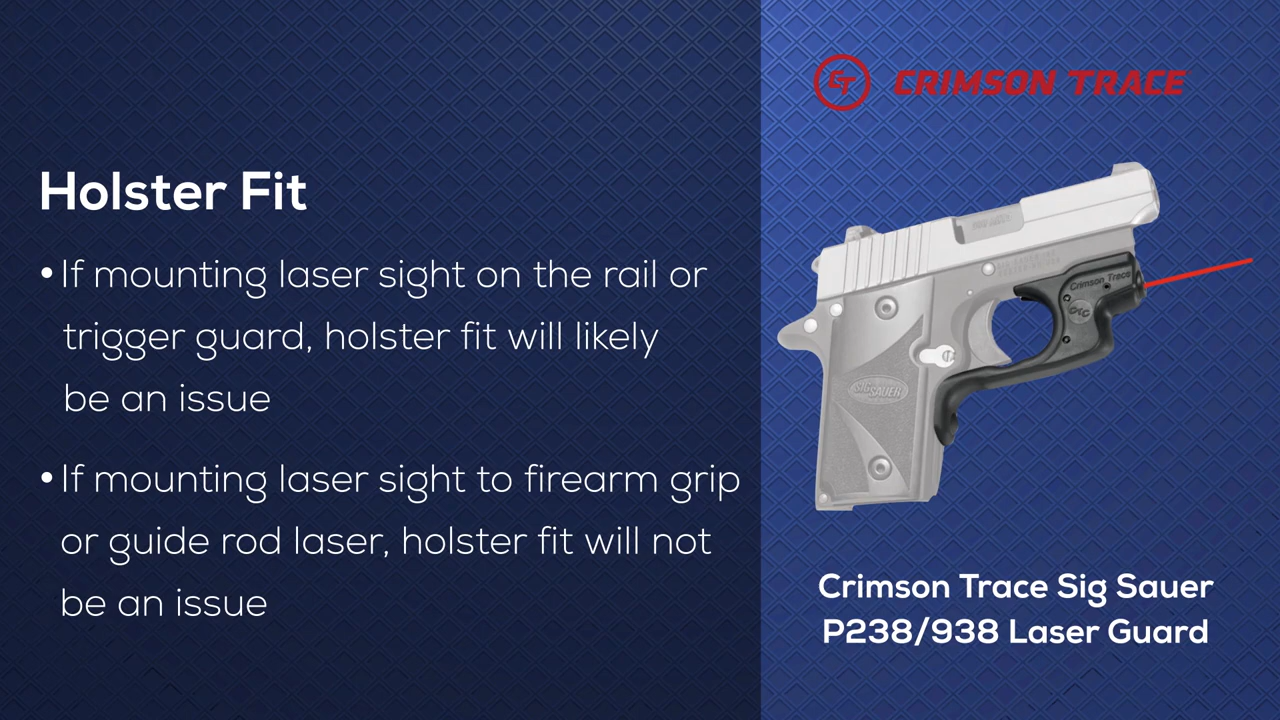 CT CRIMSON TRACE
Holster Fit
• If mounting laser sight on the rail or
trigger guard, holster fit will likely
be an issue
• If mounting laser sight to firearm grip
or guide rod laser, holster fit will not
be an issue
Crimson Trace
CTC
SIG SAUER
Crimson Trace Sig Sauer
P238/938 Laser Guard